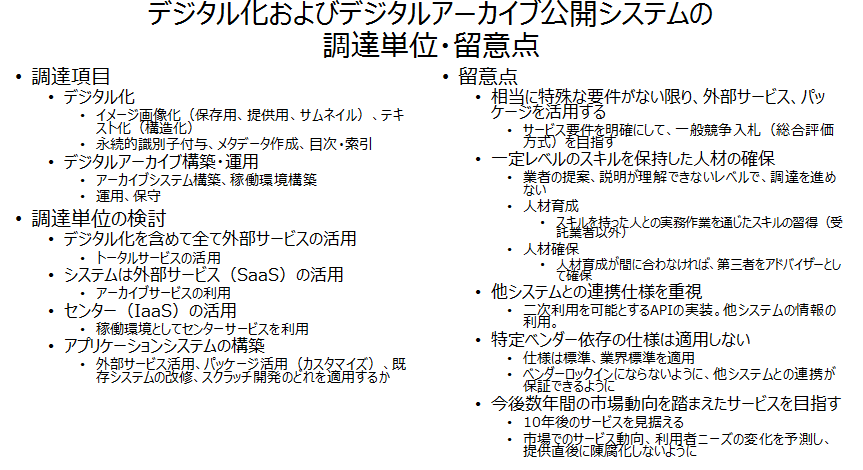 デジタル化およびデジタルアーカイブ公開システムの
調達単位・留意点
• 調達項目
• デジタル化
• イメージ画像化（保存用、提供用、サムネイル）、テキ
スト化（構造化）
• 永続的識別子付与、メタデータ作成、目次・索引
• デジタルアーカイブ構築・運用
• アーカイブシステム構築、稼働環境構築
• 運用、保守
• 調達単位の検討
• デジタル化を含めて全て外部サービスの活用
• トータルサービスの活用
• システムは外部サービス（SaaS）の活用
• アーカイブサービスの利用
• センター（IaaS）の活用
• 稼働環境としてセンターサービスを利用
• アプリケーションシステムの構築
• 外部サービス活用、パッケージ活用（カスタマイズ）、既
存システムの改修、スクラッチ開発のどれを適用するか
• 留意点
• 相当に特殊な要件がない限り、外部サービス、パッ
ケージを活用する
• サービス要件を明確にして、一般競争入札（総合評価
方式）を目指す
• 一定レベルのスキルを保持した人材の確保
• 業者の提案、説明が理解できないレベルで、調達を進め
ない
• 人材育成
• スキルを持った人との実務作業を通じたスキルの習得（受
託業者以外）
• 人材確保
• 人材育成が間に合わなければ、第三者をアドバイザーとし
て確保
• 他システムとの連携仕様を重視
• 二次利用を可能とするAPIの実装。他システムの情報の
利用。
• 特定ベンダー依存の仕様は適用しない
• 仕様は標準、業界標準を適用
• ベンダーロックインにならないように、他システムとの連携が
保証できるように
• 今後数年間の市場動向を踏まえたサービスを目指す
• 10年後のサービスを見据える
• 市場でのサービス動向、利用者ニーズの変化を予測し、
提供直後に陳腐化しないように